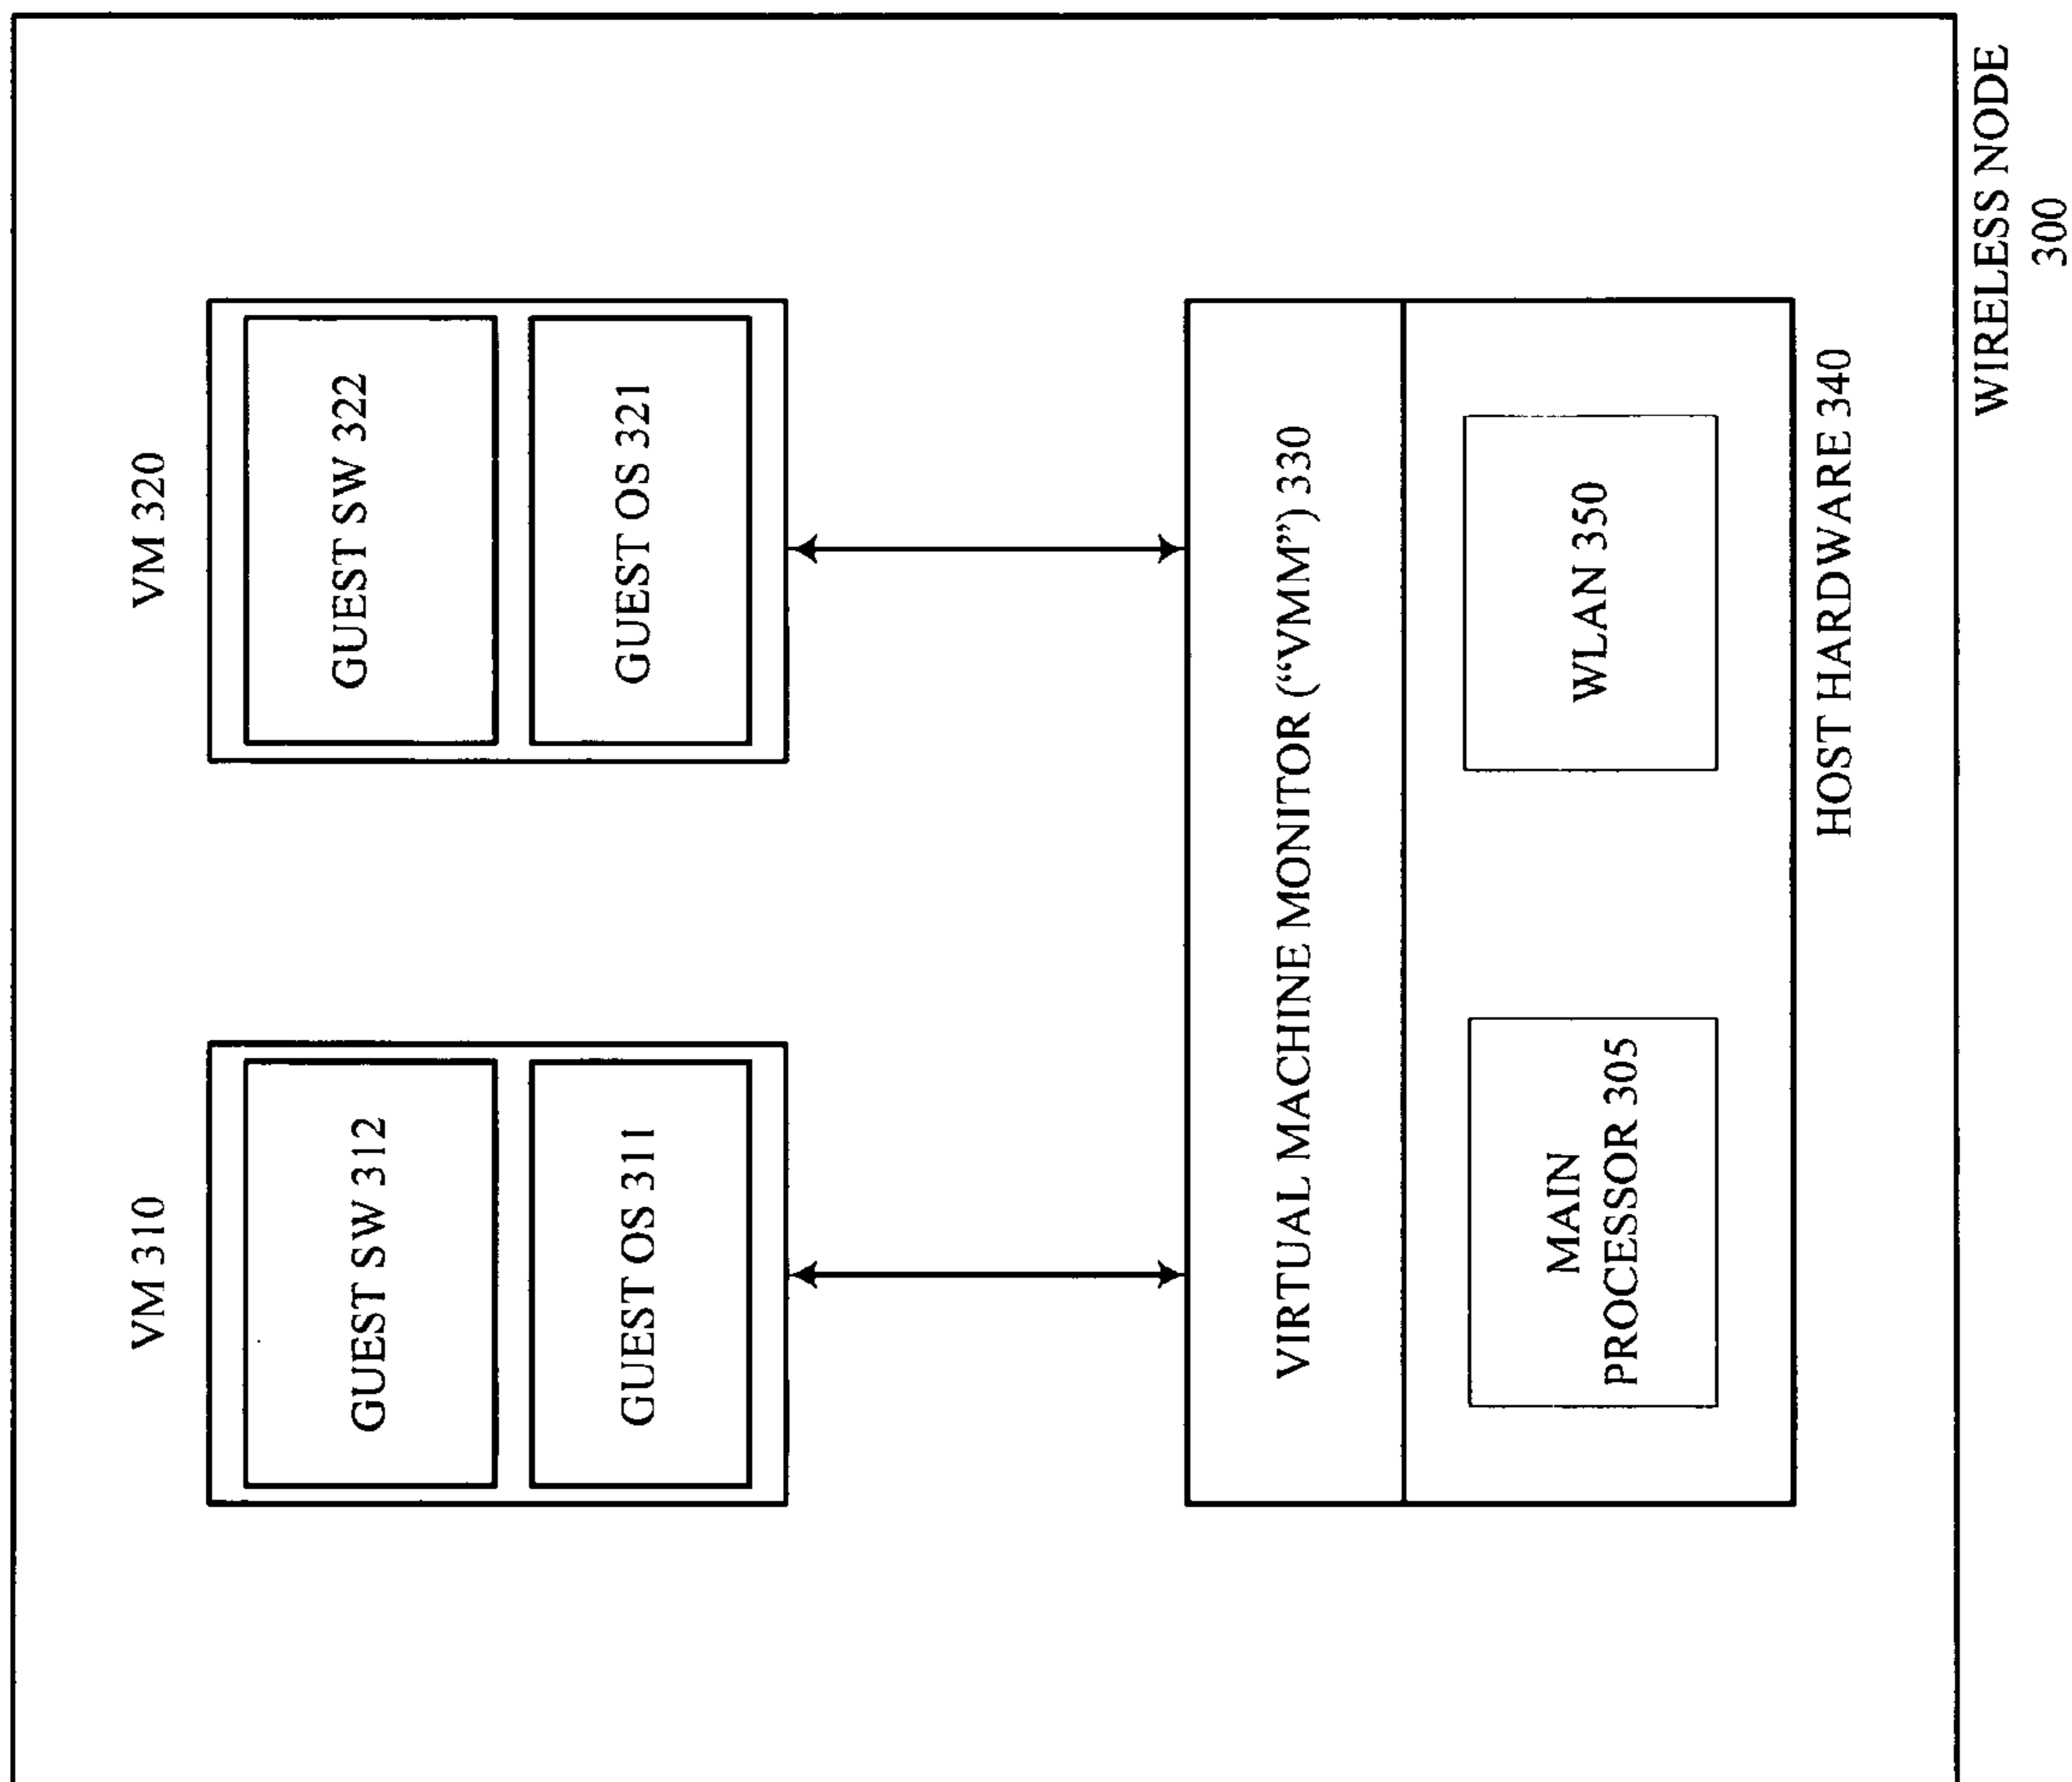 VM 310
VM 320
GUEST SW 312
GUEST SW 322
GUEST OS 311
GUEST OS 321
VIRTUAL MACHINE MONITOR (“VMM”) 330
MAIN
PROCESSOR 305
WLAN 350
HOST HARDWARE 340
WIRELESS NODE
300